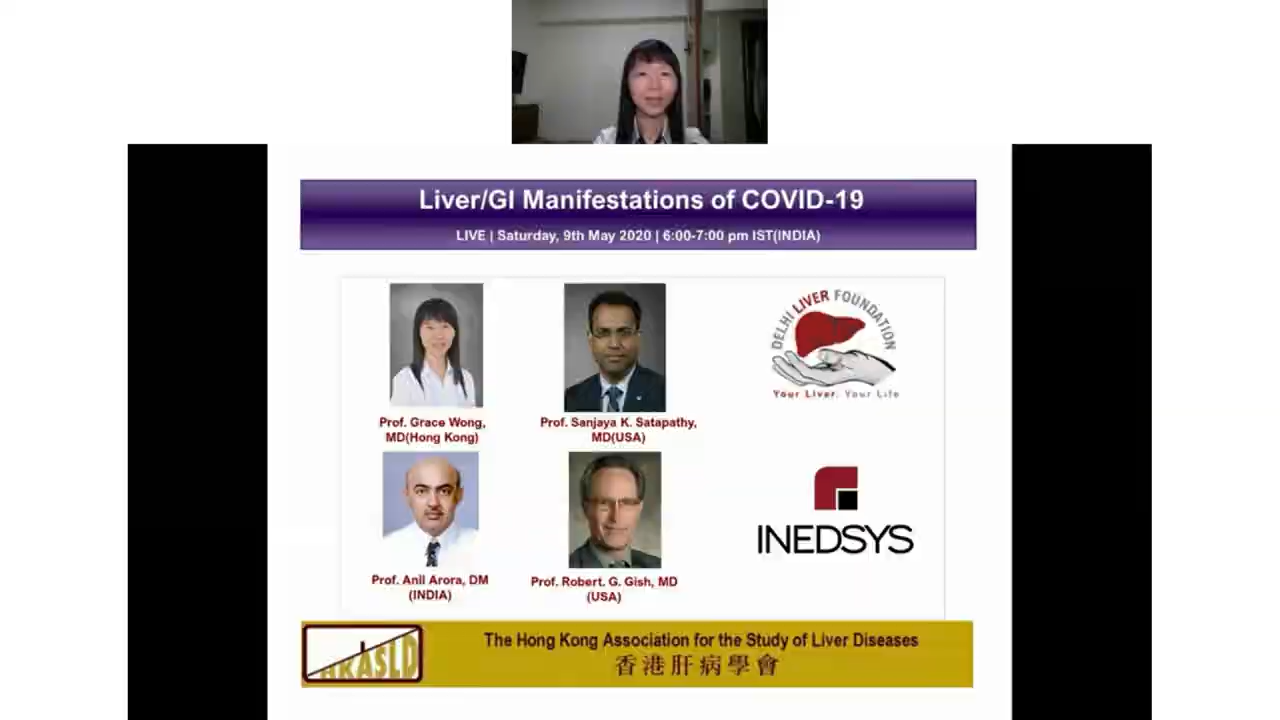 Liver/GI Manifestations of COVID-19
LIVE | Saturday, 9th May 2020 | 6:00-7:00 pm IST(INDIA)
Prof. Grace Wong,
MD(Hong Kong)
Prof. Sanjaya K. Satapathy,
MD(USA)
DELHI LIVER FOUNDATION
Your Liver, Your Life
Prof. Anil Arora, DM
(INDIA)
Prof. Robert. G. Gish, MD
(USA)
INEDSYS
HKASLD
The Hong Kong Association for the Study of Liver Diseases
香港肝病學會